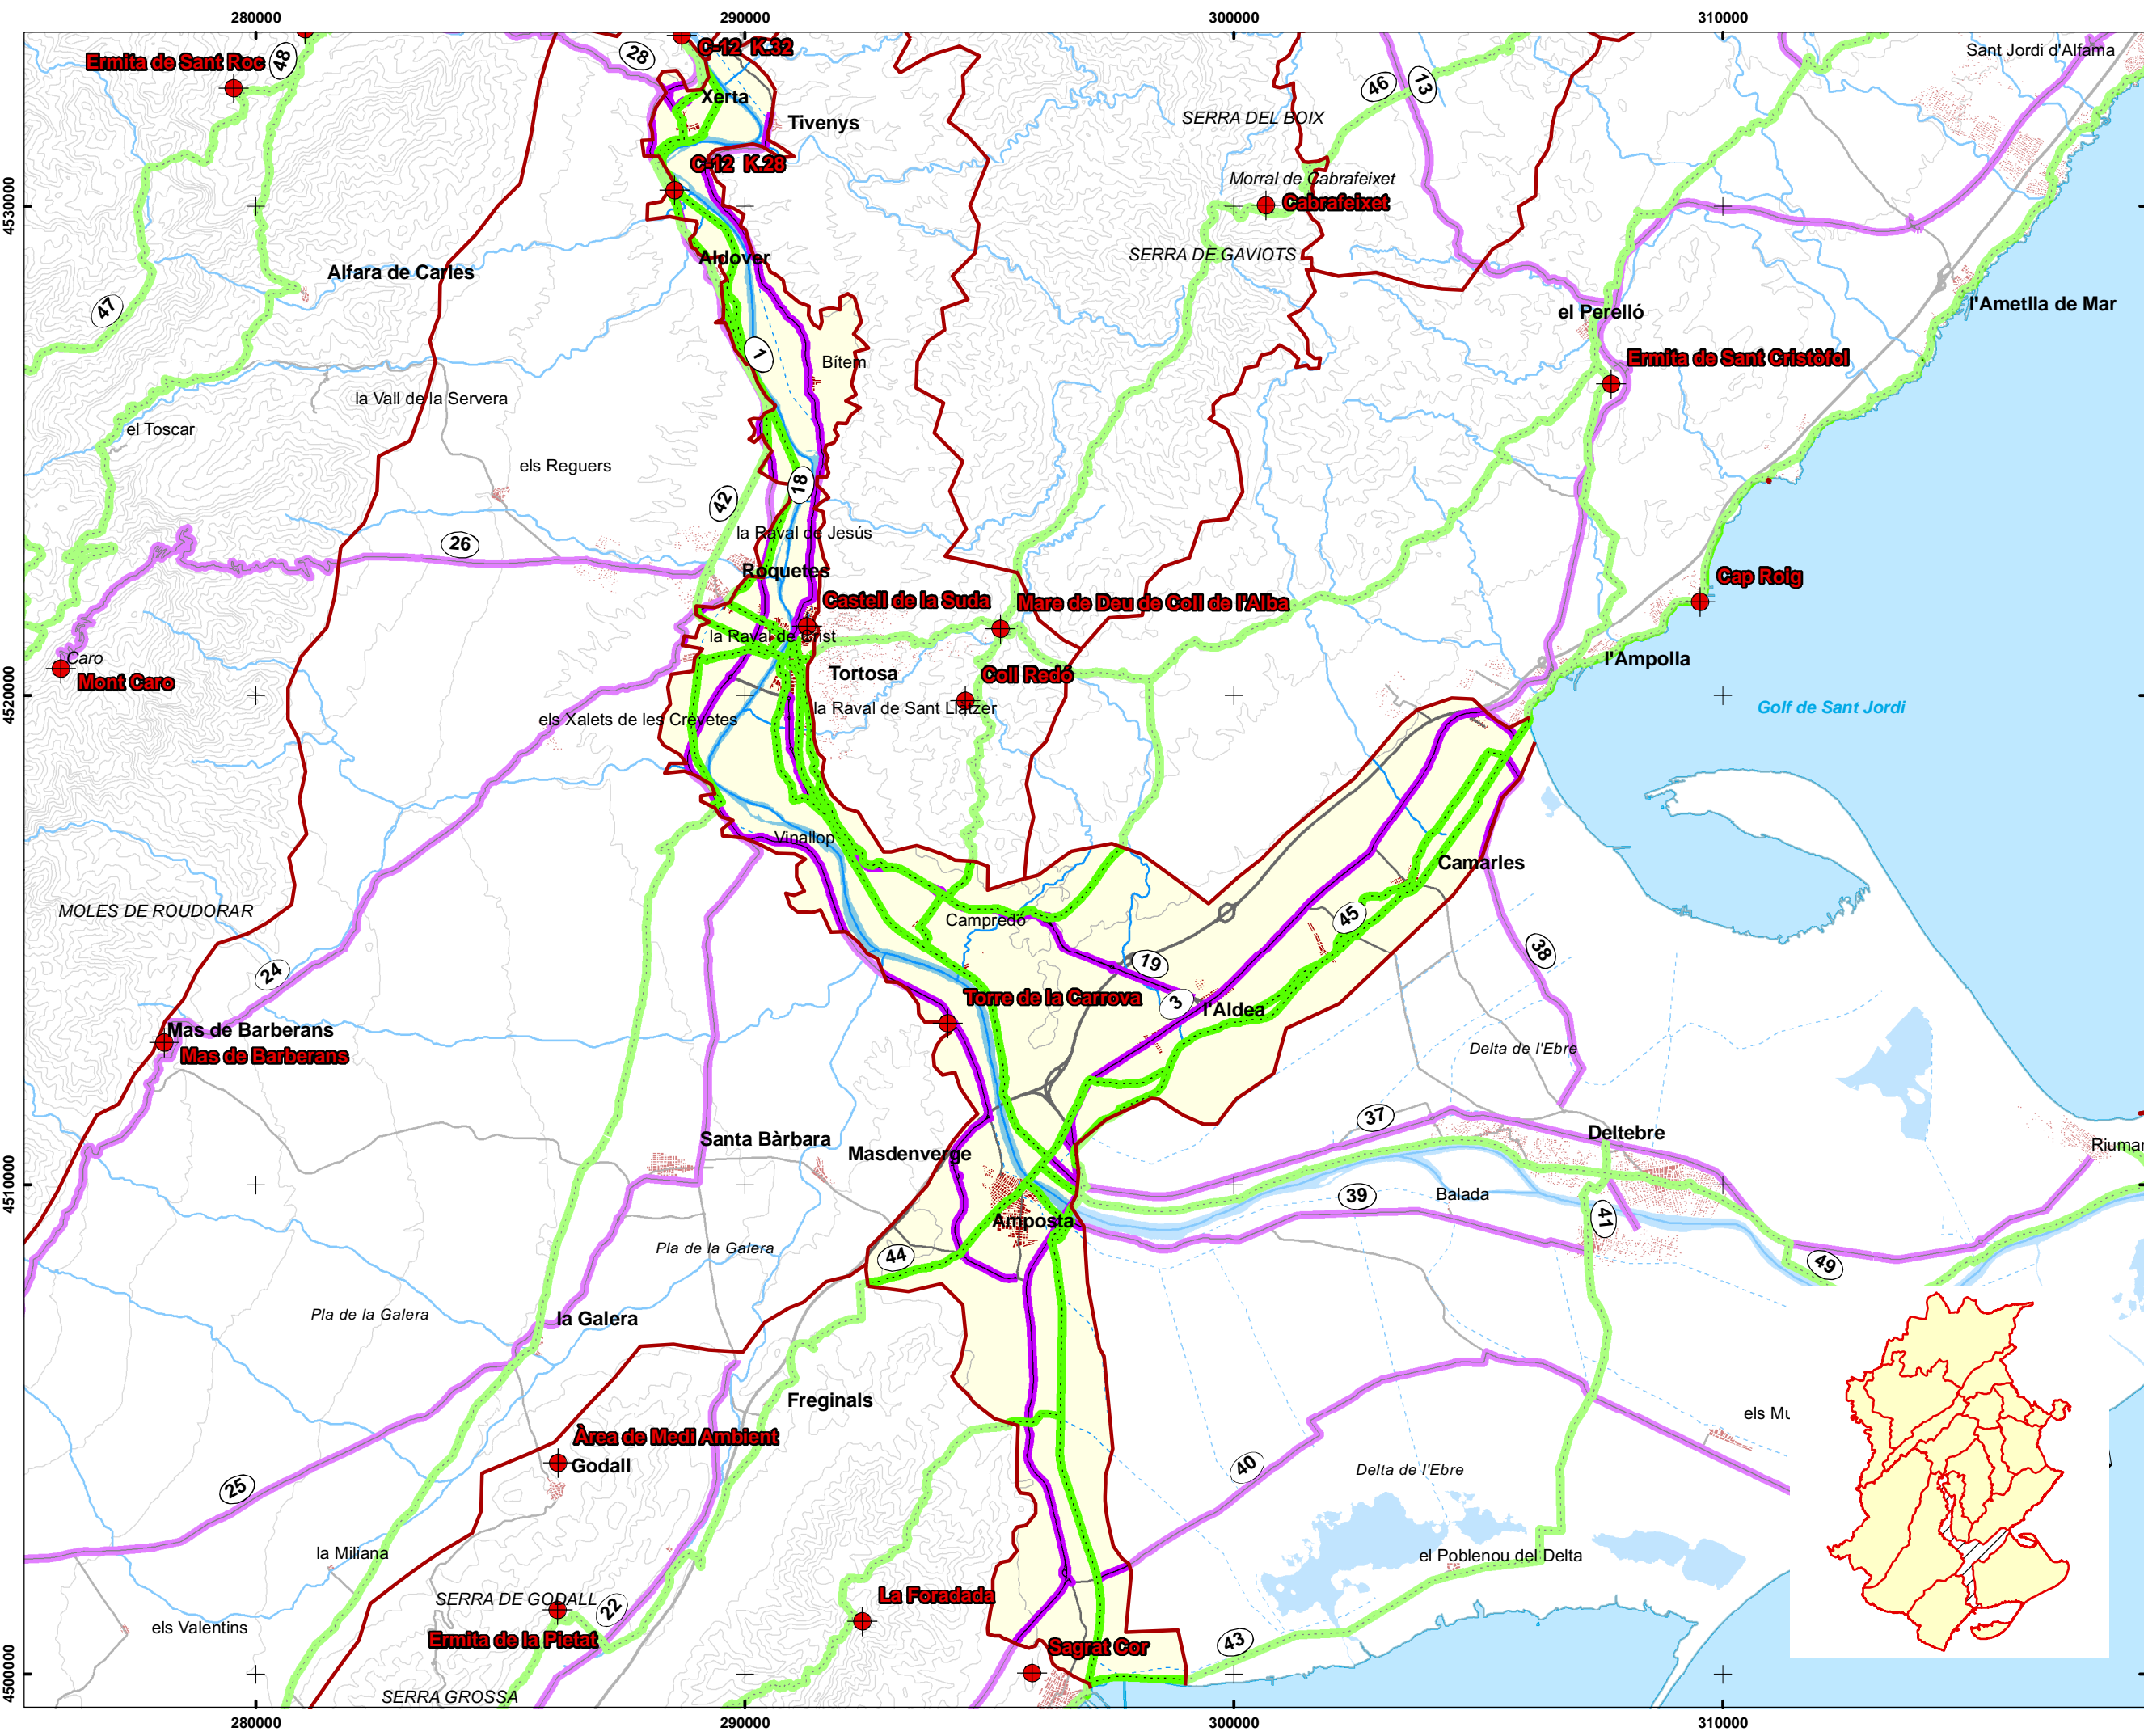 280000
290000
300000
310000
Ermita de Sant Roc
48
28
C-12 K.32
46
13
Sant Jordi d'Alfama
Xerta
Tivenys
SERRA DEL BOIX
C-12 K.28
Morral de Cabrafeixet
Cabrafeixet
4530000
Aldover
SERRA DE GAVIOTS
Alfara de Carles
47
el Perelló
l'Ametlla de Mar
1
Bítem
Ermita de Sant Cristòfol
la Vall de la Servera
el Toscar
els Reguers
18
42
la Raval de Jesús
26
Roquetes
Cap Roig
Castell de la Suda
Mare de Deu de Coll de l'Alba
la Raval de Crist
Caro
Mont Caro
Tortosa
Coll Redó
l'Ampolla
4520000
els Xalets de les Crevetes
la Raval de Sant Llàtzer
Golf de Sant Jordi
Vinallop
Camarles
MOLES DE ROUDORAR
Campredó
45
38
24
19
3
Torre de la Carrova
l'Aldea
Mas de Barberans
Mas de Barberans
Delta de l'Ebre
37
Santa Bàrbara
Masdenverge
Deltebre
Riumar
4510000
39
Balada
41
Amposta
Pla de la Galera
44
49
Pla de la Galera
la Galera
Freginals
els Mu
Àrea de Medi Ambient
Godall
40
Delta de l'Ebre
25
la Miliana
el Poblenou del Delta
SERRA DE GODALL
22
La Foradada
els Valentins
Ermita de la Pietat
Sagrat Cor
43
4500000
SERRA GROSSA
280000
290000
300000
310000